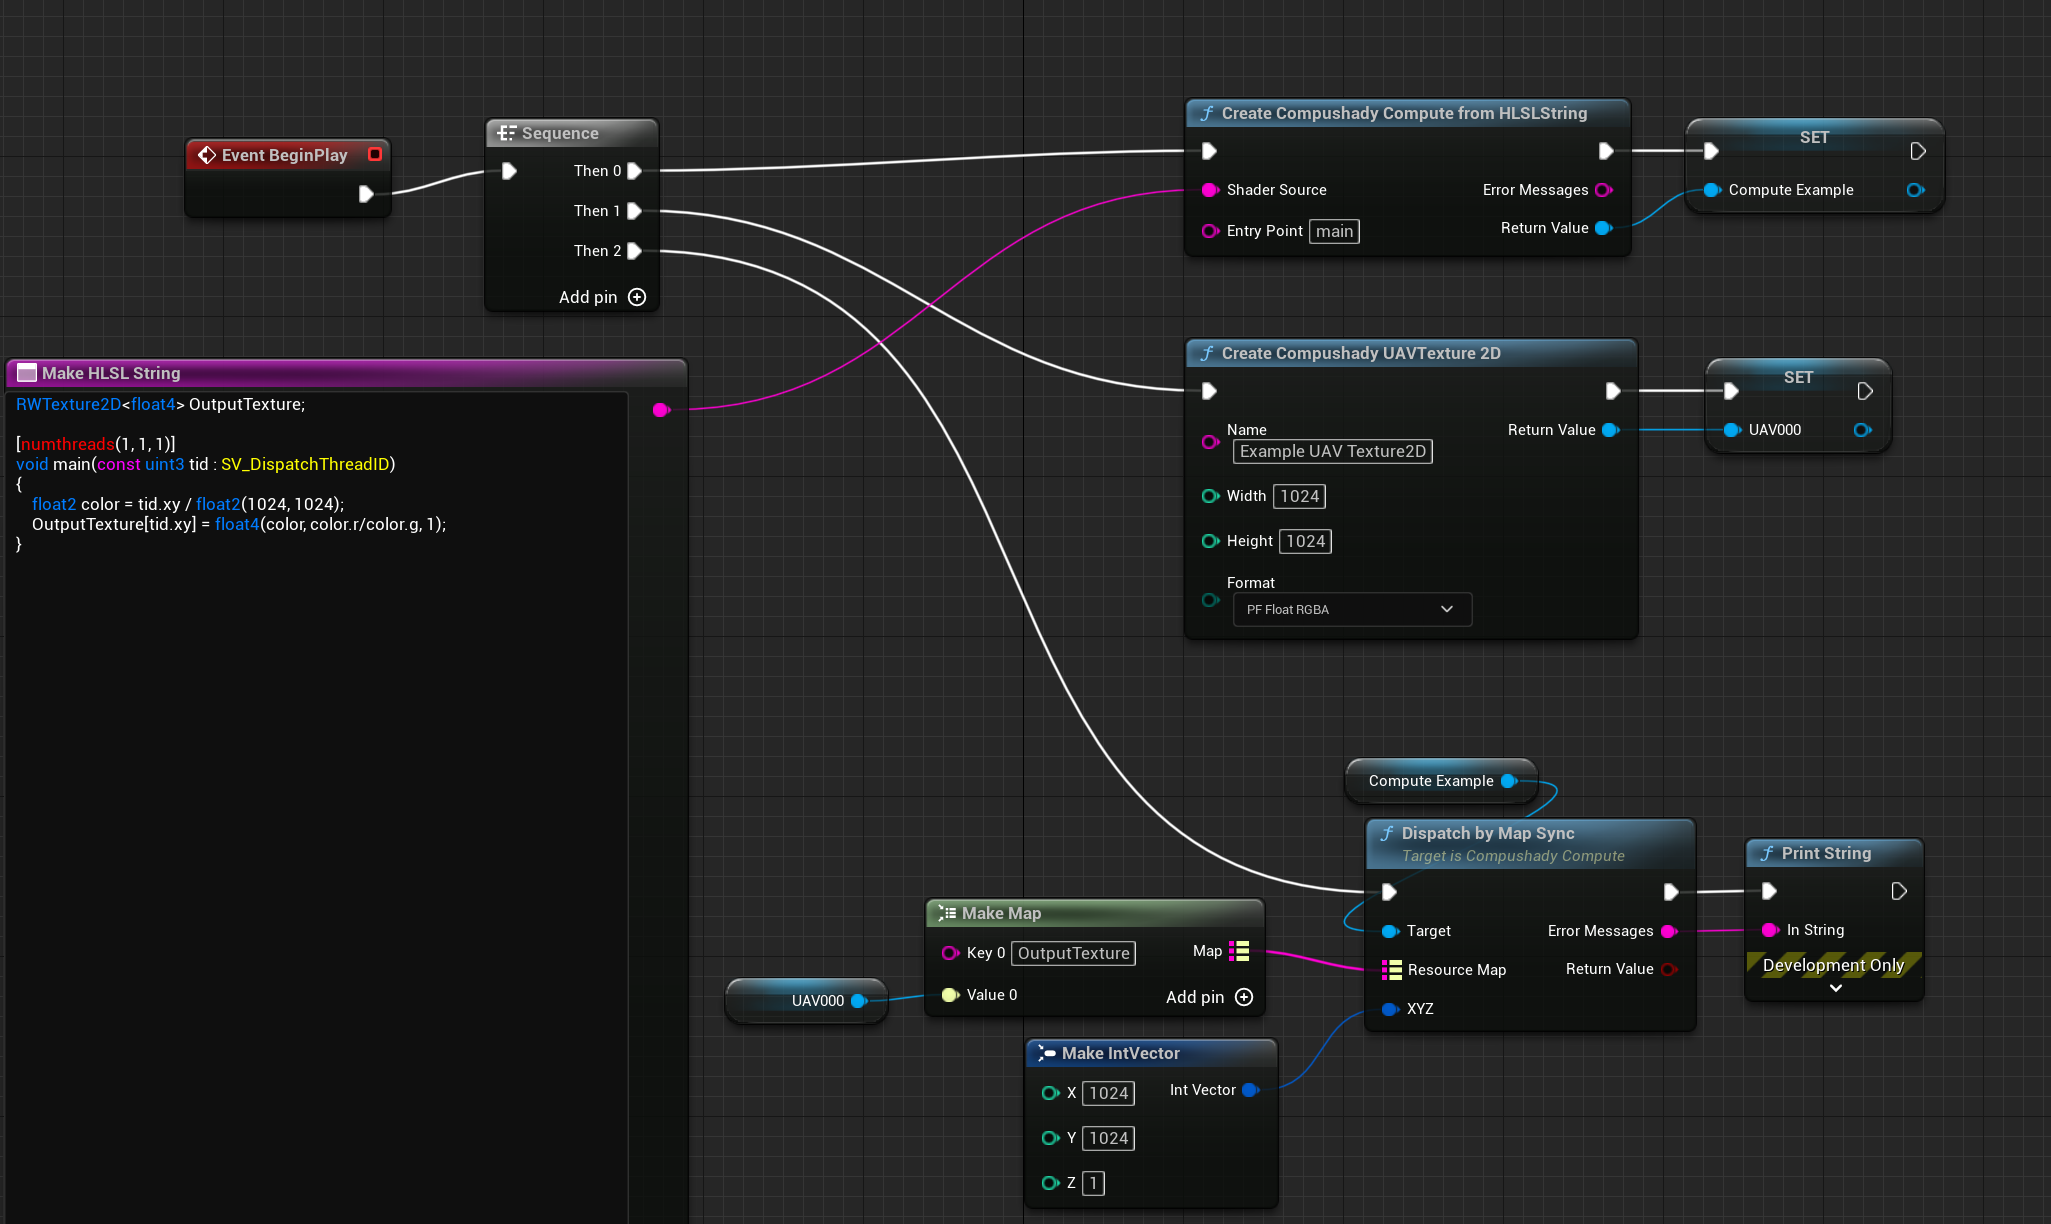 Event BeginPlay
Sequence
Then 0
Then 1
Then 2
Add pin
Create Compushady Compute from HLSLString
Shader Source
Error Messages
Entry Point main
Return Value
SET
Compute Example
Make HLSL String
RWTexture2D<float4> OutputTexture;
[numthreads(1, 1, 1)]
void main(const uint3 tid : SV_DispatchThreadID)
{
float2 color = tid.xy / float2(1024, 1024);
OutputTexture[tid.xy] = float4(color, color.r/color.g, 1);
}
Create Compushady UAVTexture 2D
Name
Example UAV Texture2D
Return Value
Width 1024
Height 1024
Format
PF Float RGBA
SET
UAV000
Compute Example
Dispatch by Map Sync
Target is Compushady Compute
Target
Error Messages
Resource Map
Return Value
XYZ
Print String
In String
Development Only
Make Map
Key 0 OutputTexture
Map
Value 0
Add pin
UAV000
Make IntVector
X 1024
Int Vector
Y 1024
Z 1